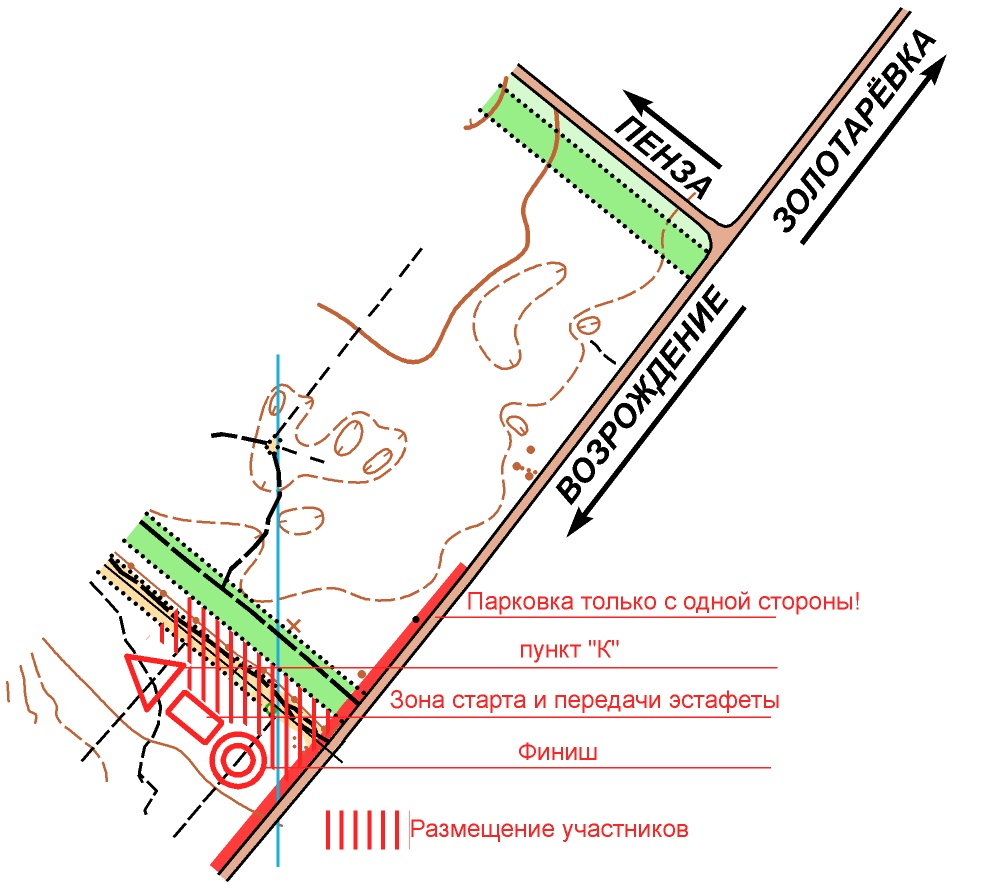 ПЕНЗА
ЗОЛОТАРЁВКА
ВОЗРОЖДЕНИЕ
Парковка только с одной стороны!
пункт "К"
Зона старта и передачи эстафеты
Финиш
Размещение участников